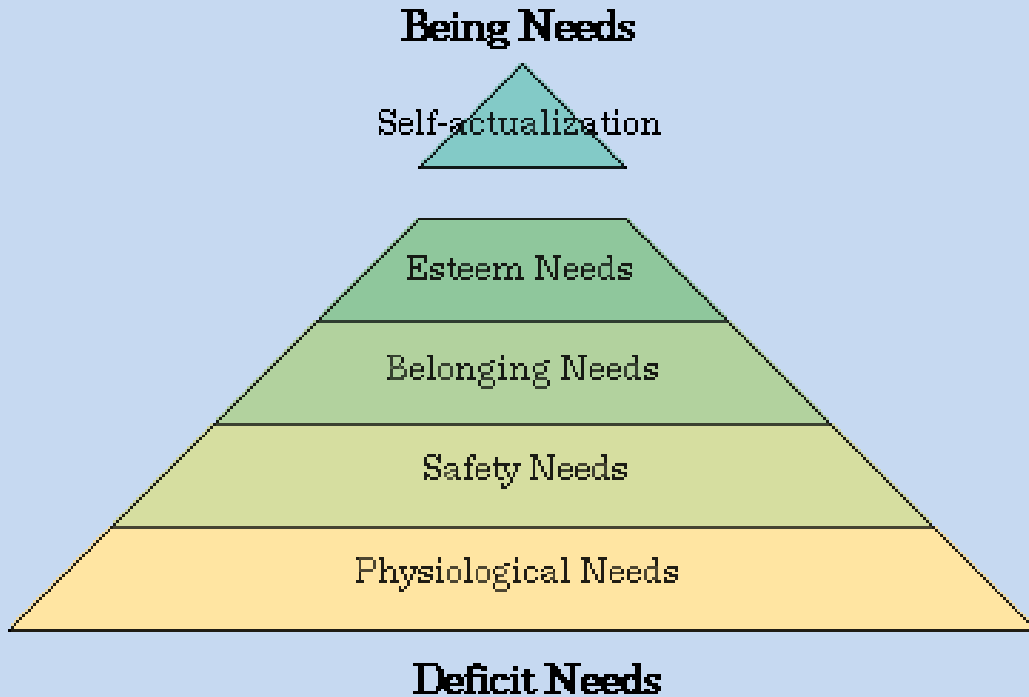 Being Needs
Self-actualization
Esteem Needs
Belonging Needs
Safety Needs
Physiological Needs
Deficit Needs